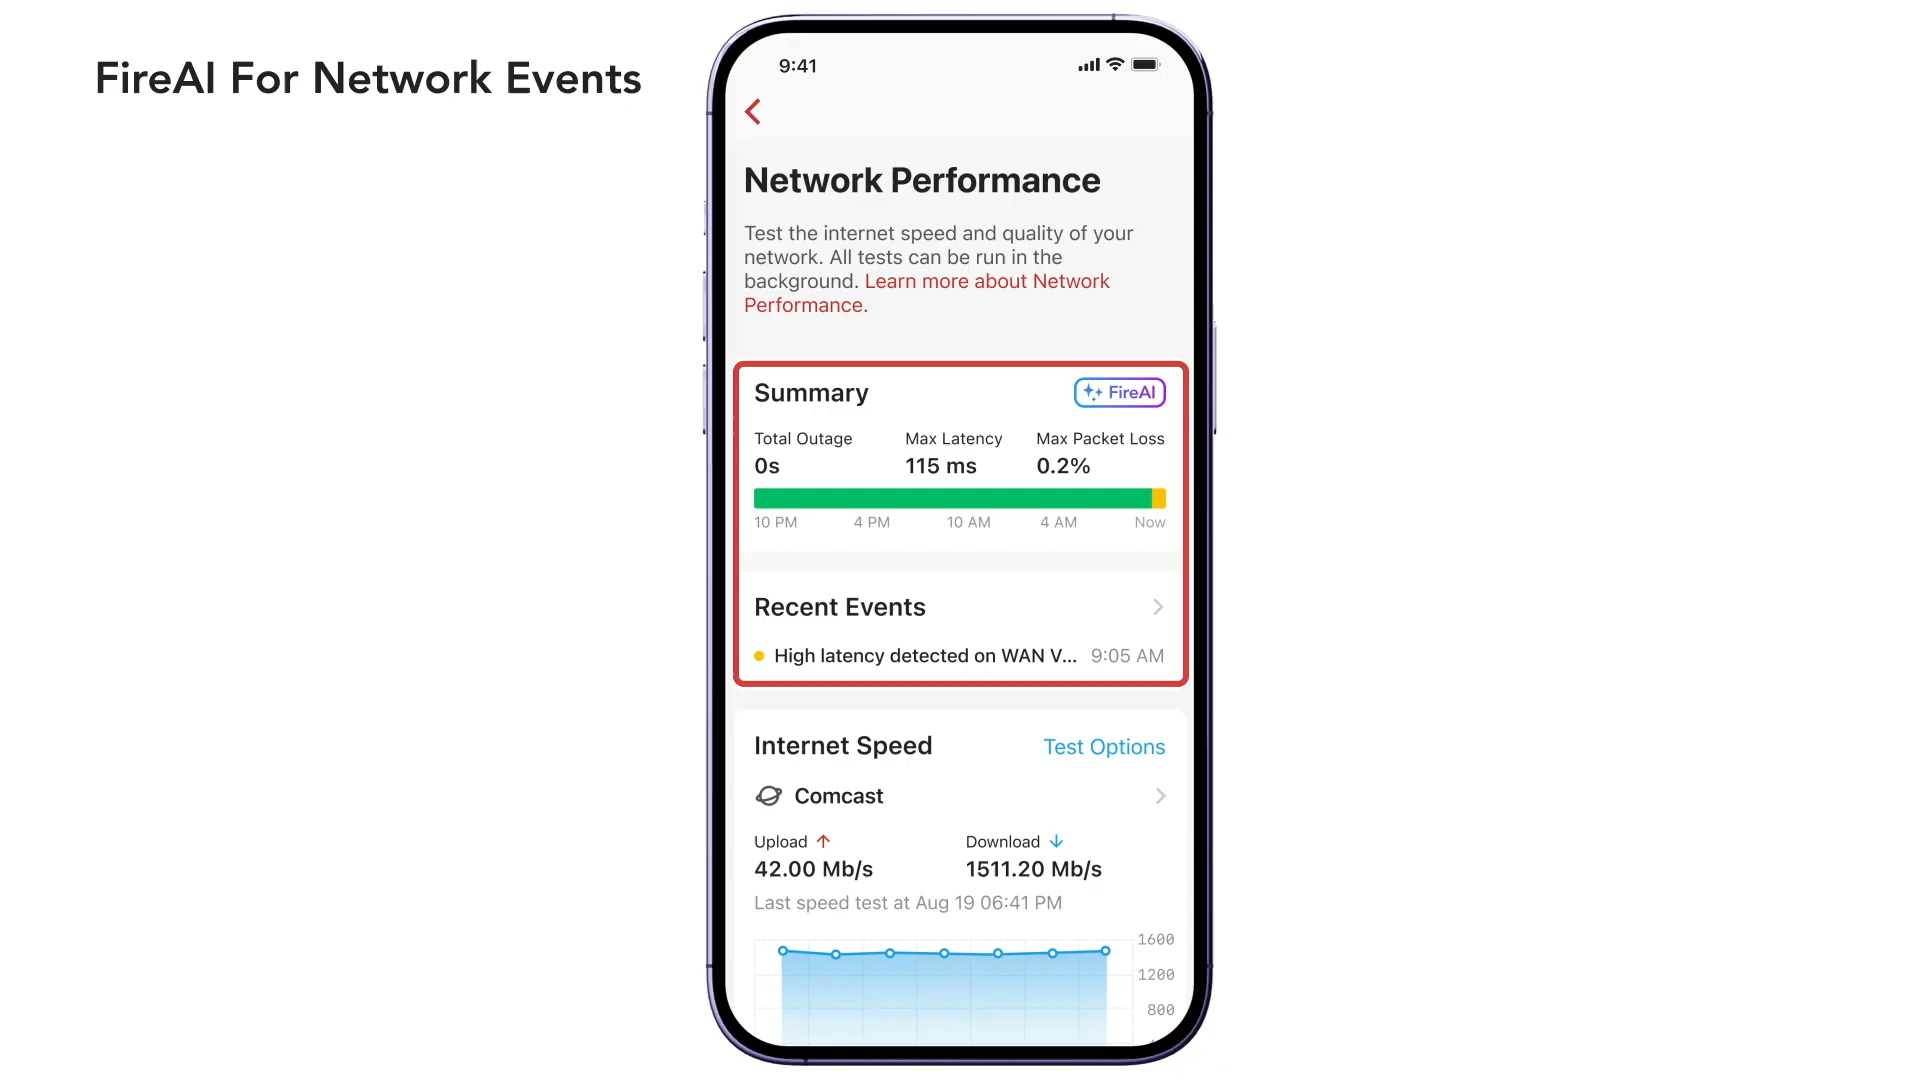 FireAI For Network Events
9:41
Network Performance
Test the internet speed and quality of your
network. All tests can be run in the
background. Learn more about Network
Performance.
Summary
FireAI
Total Outage Max Latency Max Packet Loss
0s 115 ms 0.2%
10 PM 4 PM 10 AM 4 AM Now
Recent Events
High latency detected on WAN V... 9:05 AM
Internet Speed Test Options
Comcast
Upload Download
42.00 Mb/s 1511.20 Mb/s
Last speed test at Aug 19 06:41 PM
1600
1200
800